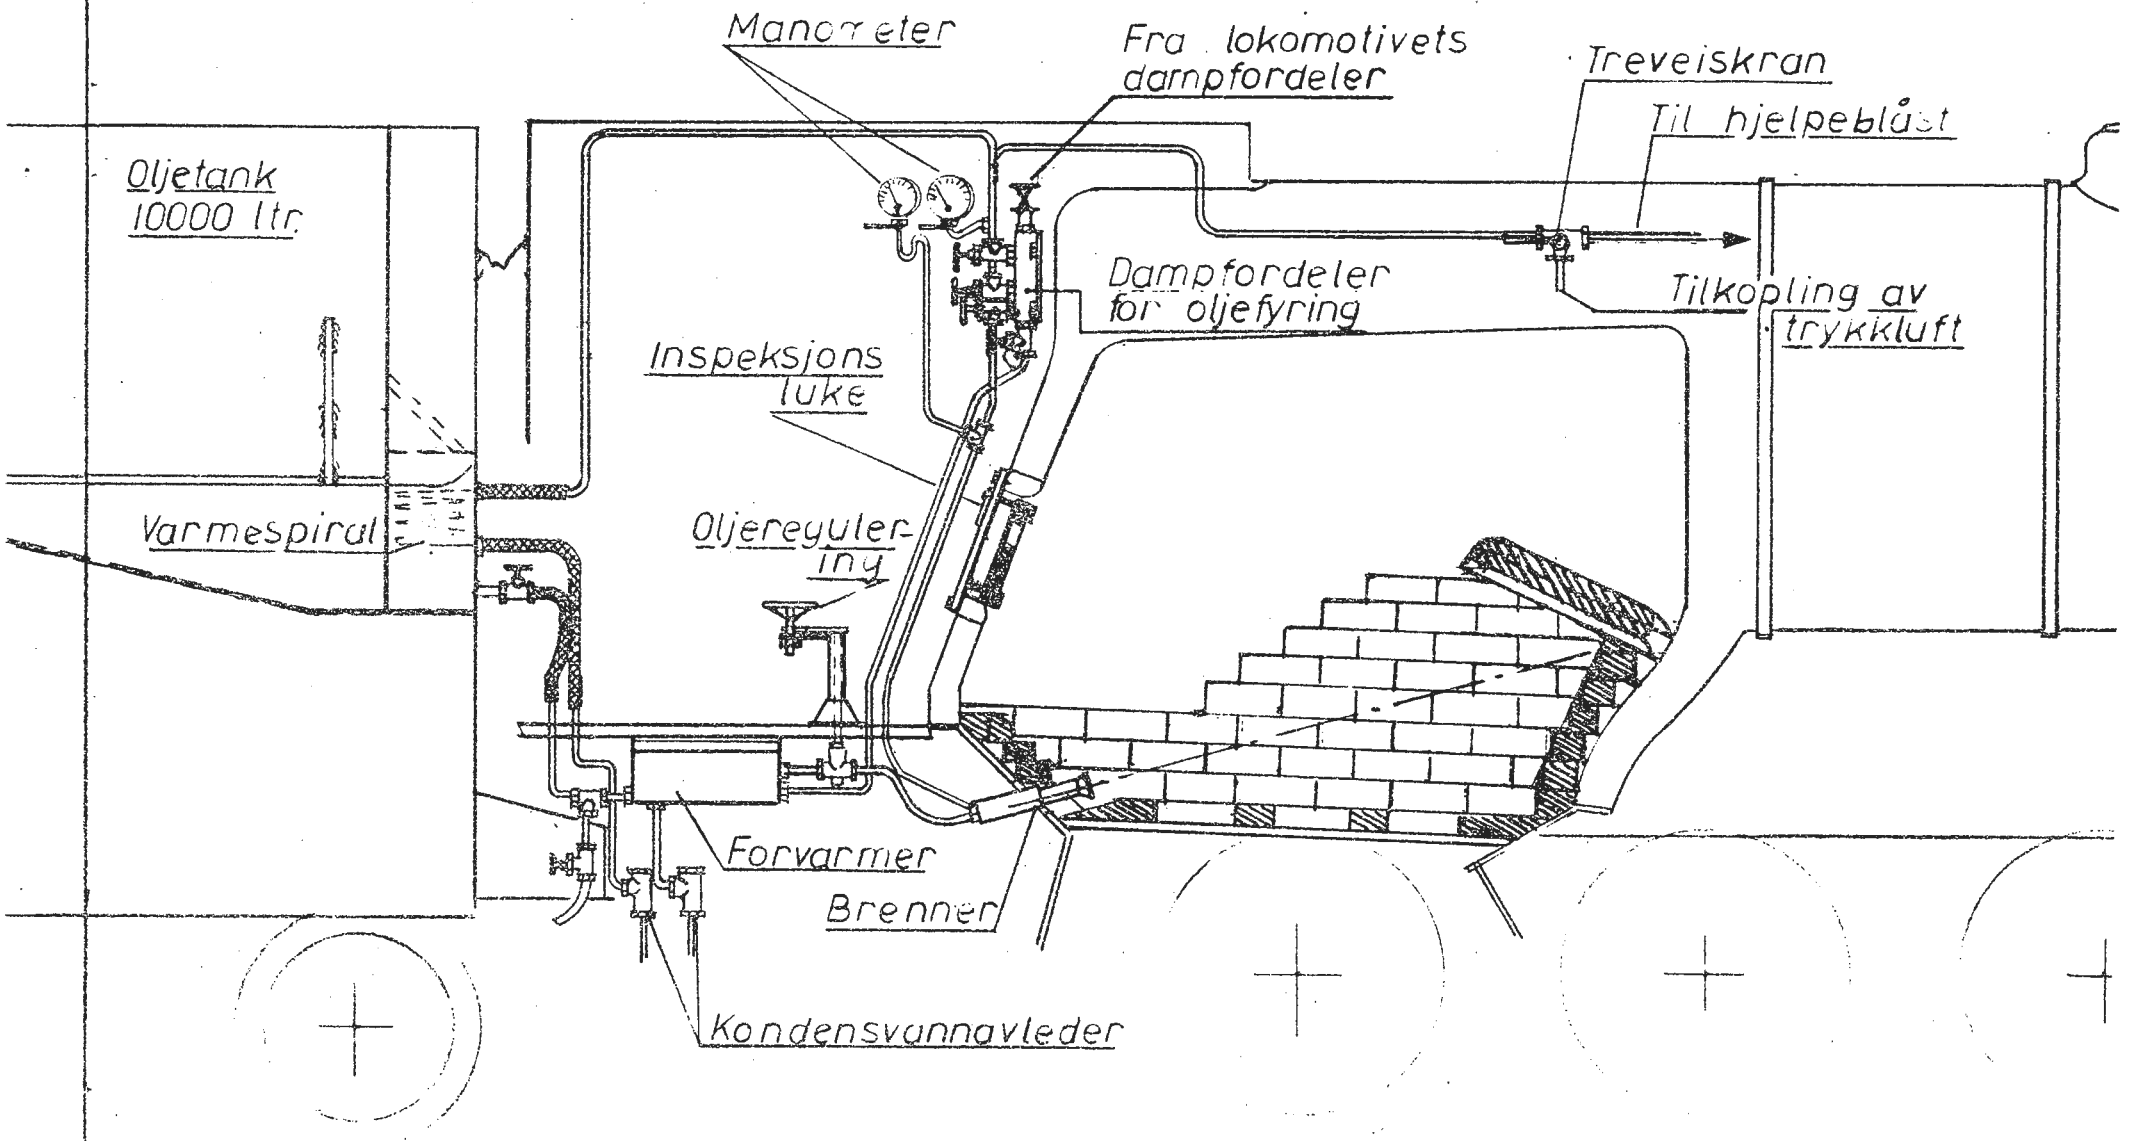 Manometer
Fra lokomotivets
dampfordeler
Treveiskran
Til hjelpeblåst
Oljetank
10000 ltr.
Dampfordeler
for oljefyring
Tilkopling av
trykkluft
Inspeksjons
luke
Varmespiral
Oljereguler-
ing
Forvarmer
Brenner
Kondensvannavleder